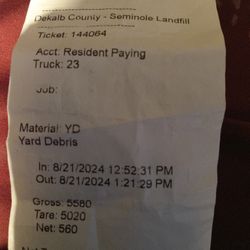 Dekalb County - Seminole Landfill
Ticket: 144064
Acct: Resident Paying
Truck: 23
Job:
Material: YD
Yard Debris
In: 8/21/2024 12:52:31 PM
Out: 8/21/2024 1:21:29 PM
Gross: 5580
Tare: 5020
Net: 560